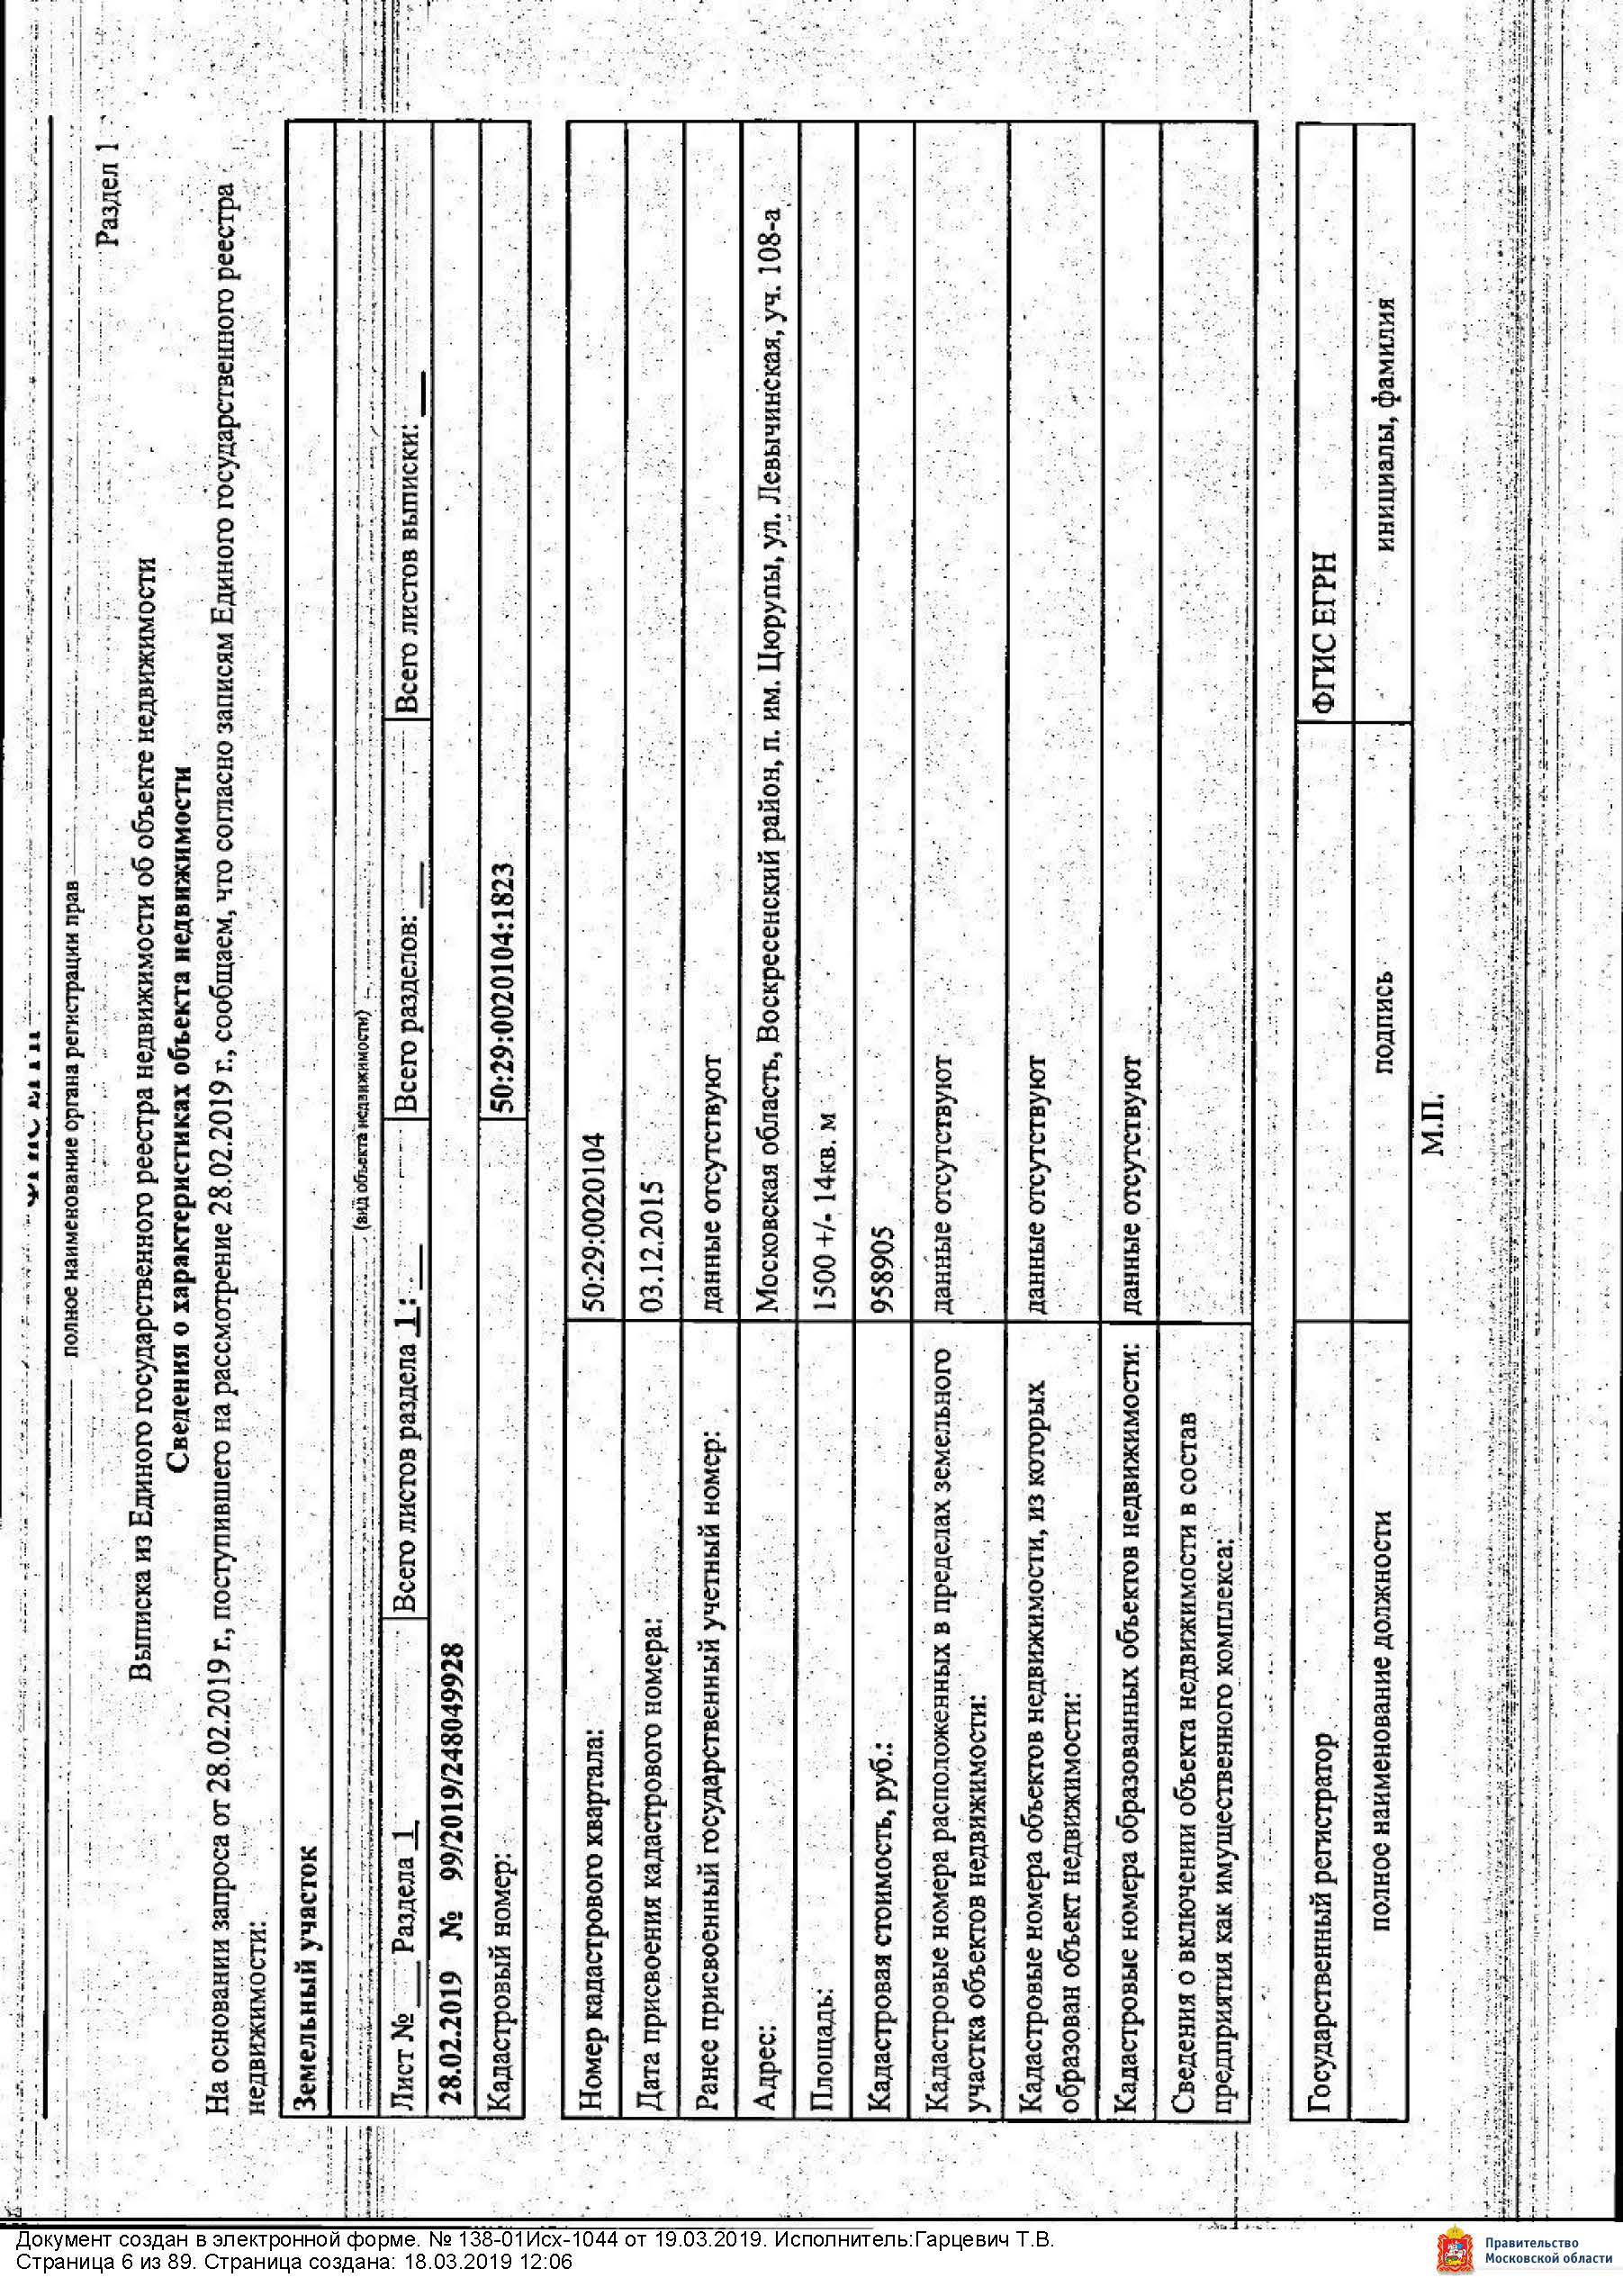 полное наименование органа регистрации прав
Раздел 1
Выписка из Единого государственного реестра недвижимости об объекте недвижимости
Сведения о характеристиках объекта недвижимости
На основании запроса от 28.02.2019 г., поступившего на рассмотрение 28.02.2019 г., сообщаем, что согласно записям Единого государственного реестра
недвижимости:
Земельный участок
(вид объекта недвижимости)
Лист №___ Раздела 1 Всего листов раздела 1: ___ Всего разделов: ___ Всего листов выписки: ___
28.02.2019 № 99/2019/248049928
Кадастровый номер: 50:29:0020104:1823
Номер кадастрового квартала: 50:29:0020104
Дата присвоения кадастрового номера: 03.12.2015
Ранее присвоенный государственный учетный номер: данные отсутствуют
Адрес: Московская область, Воскресенский район, п. им. Цюрупы, ул. Левычинская, уч. 108-а
Площадь: 1500 +/- 14кв. м
Кадастровая стоимость, руб.: 958905
Кадастровые номера расположенных в пределах земельного данные отсутствуют
участка объектов недвижимости:
Кадастровые номера объектов недвижимости, из которых данные отсутствуют
образован объект недвижимости:
Кадастровые номера образованных объектов недвижимости: данные отсутствуют
Сведения о включении объекта недвижимости в состав
предприятия как имущественного комплекса:
Государственный регистратор ФГИС ЕГРН
полное наименование должности подпись инициалы, фамилия
М.П.
Документ создан в электронной форме. № 138-01Исх-1044 от 19.03.2019. Исполнитель:Гарцевич Т.В.
Страница 6 из 89. Страница создана: 18.03.2019 12:06
Правительство
Московской области